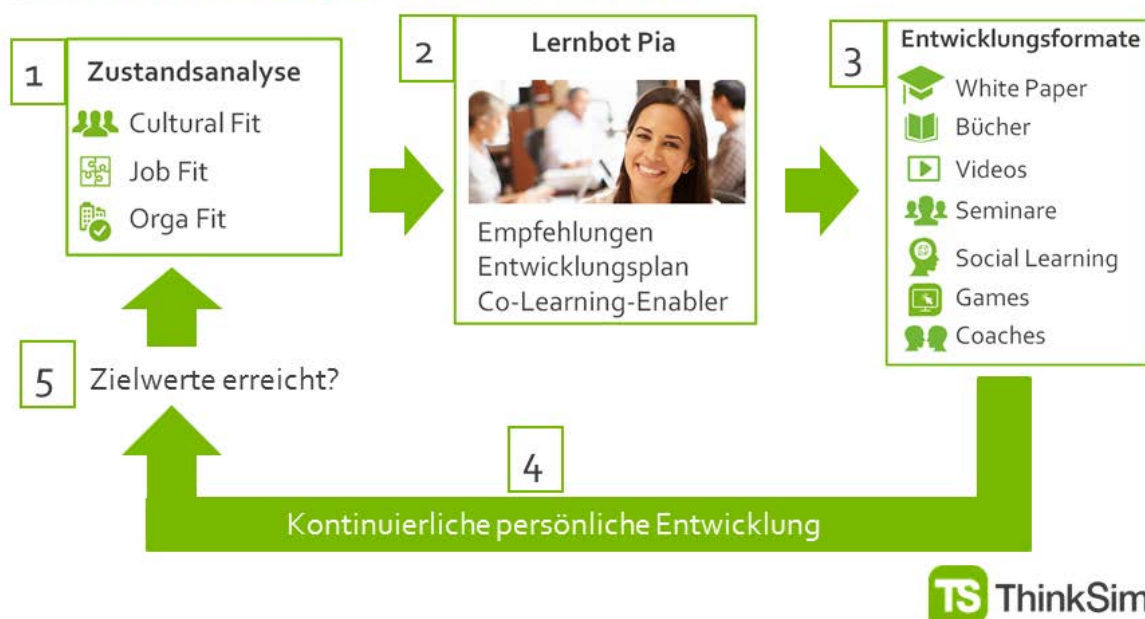 1
Zustandsanalyse
Cultural Fit
Job Fit
Orga Fit
2
Lernbot Pia
Empfehlungen
Entwicklungsplan
Co-Learning-Enabler
3
Entwicklungsformate
White Paper
Bücher
Videos
Seminare
Social Learning
Games
Coaches
4
Kontinuierliche persönliche Entwicklung
5
Zielwerte erreicht?
TS ThinkSim